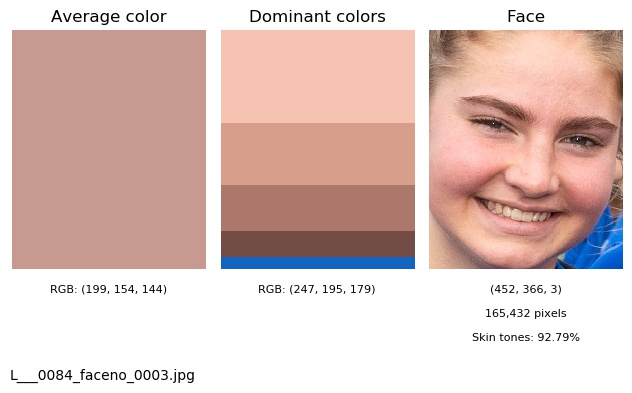 Average color
Dominant colors
Face
RGB: (199, 154, 144)
RGB: (247, 195, 179)
(452, 366, 3)
165,432 pixels
Skin tones: 92.79%
L___0084_faceno_0003.jpg